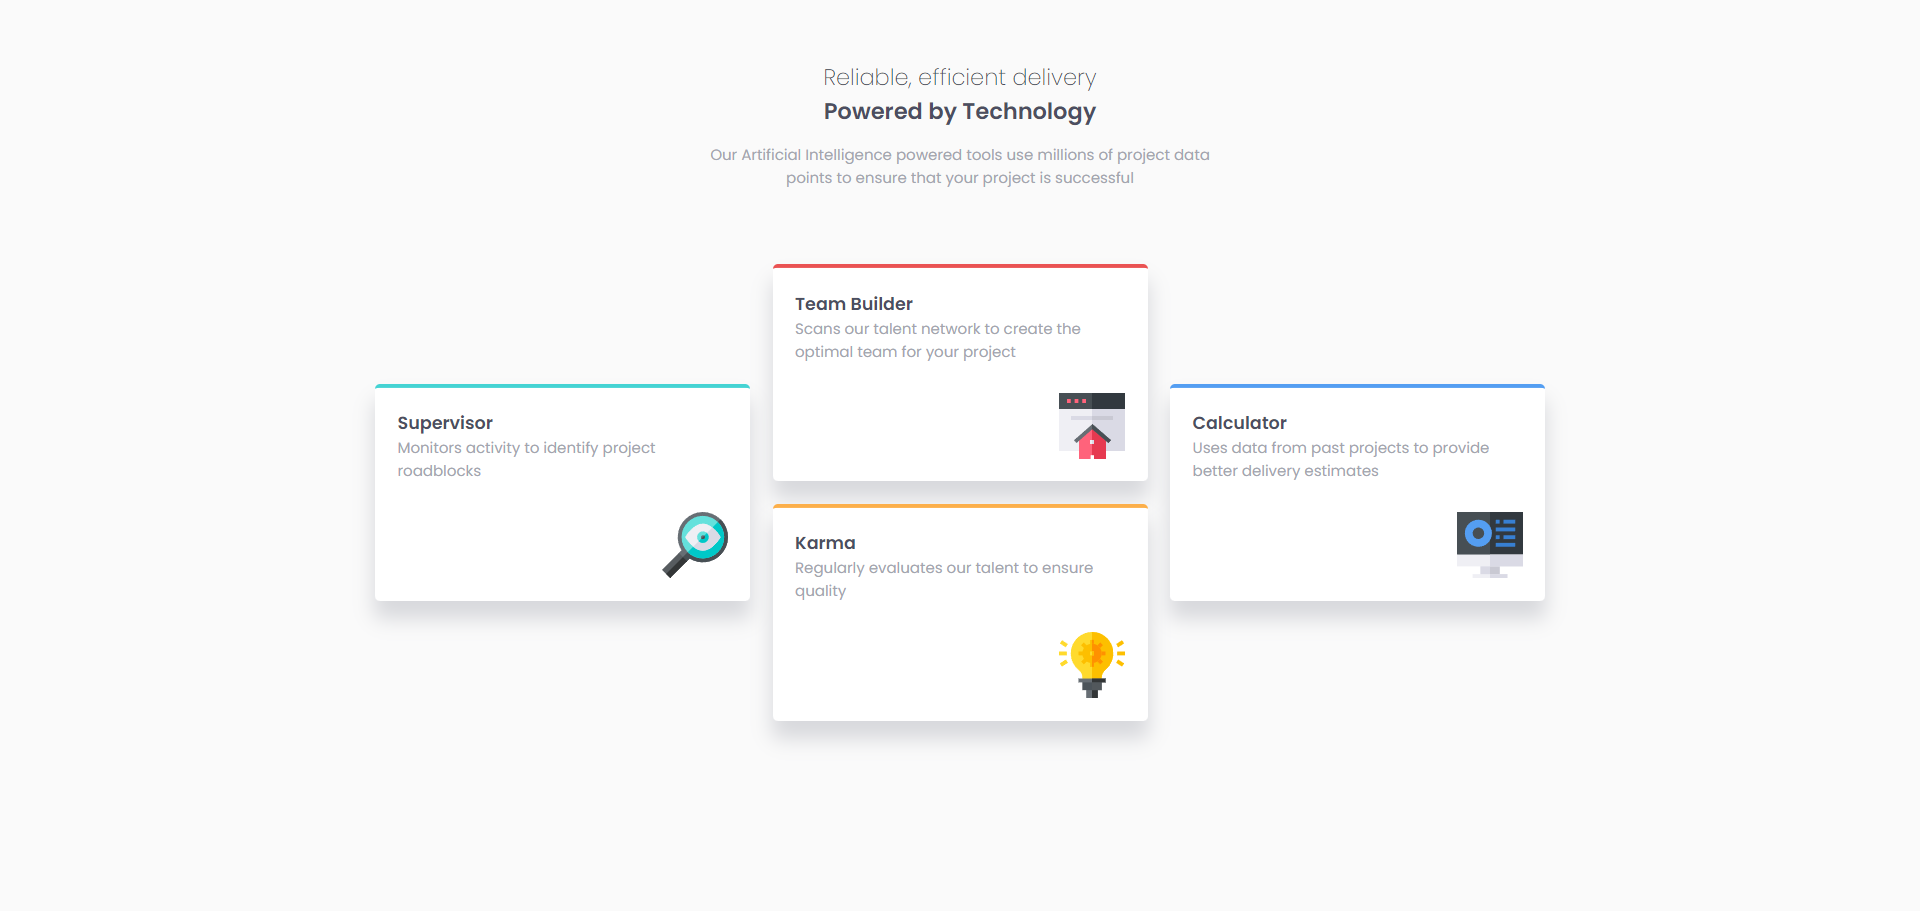 Reliable, efficient delivery
Powered by Technology
Our Artificial Intelligence powered tools use millions of project data
points to ensure that your project is successful
Supervisor
Monitors activity to identify project
roadblocks
Team Builder
Scans our talent network to create the
optimal team for your project
Karma
Regularly evaluates our talent to ensure
quality
Calculator
Uses data from past projects to provide
better delivery estimates